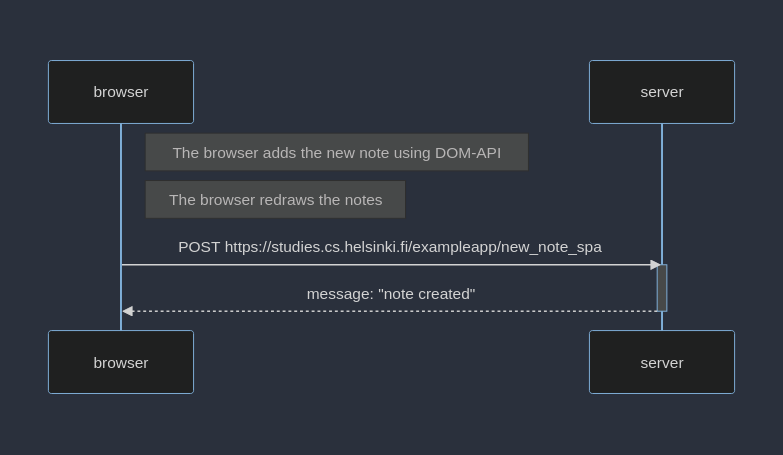 browser
server
The browser adds the new note using DOM-API
The browser redraws the notes
POST https://studies.cs.helsinki.fi/exampleapp/new_note_spa
message: "note created"
browser
server